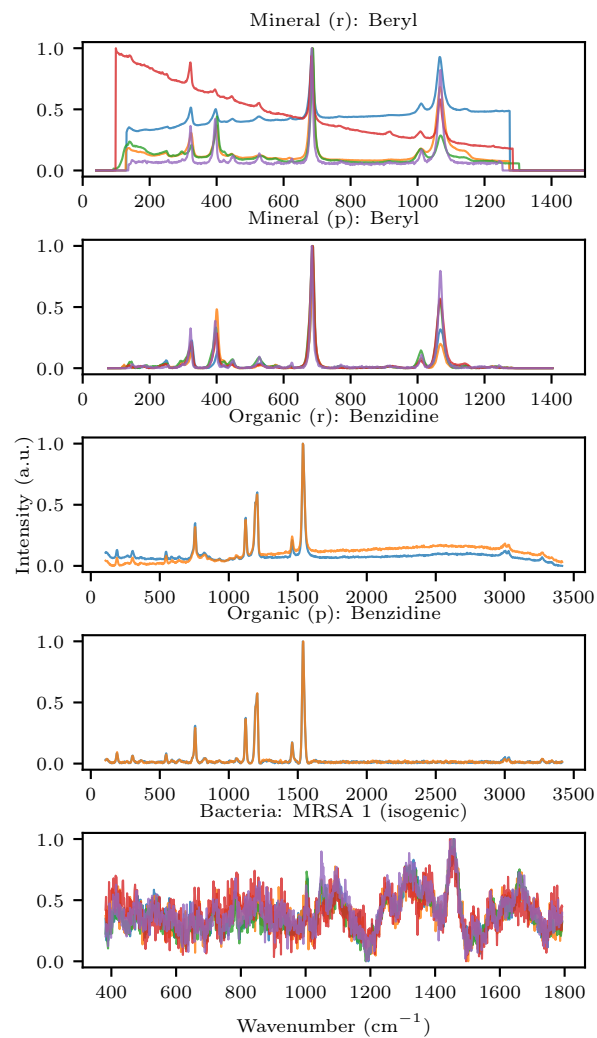 Mineral (r): Beryl
1.0
0.5
0.0
0 200 400 600 800 1000 1200 1400
Mineral (p): Beryl
1.0
0.5
0.0
0 200 400 600 800 1000 1200 1400
Organic (r): Benzidine
Intensity (a.u.)
1.0
0.5
0.0
0 500 1000 1500 2000 2500 3000 3500
Organic (p): Benzidine
1.0
0.5
0.0
0 500 1000 1500 2000 2500 3000 3500
Bacteria: MRSA 1 (isogenic)
1.0
0.5
0.0
400 600 800 1000 1200 1400 1600 1800
Wavenumber (cm⁻¹)